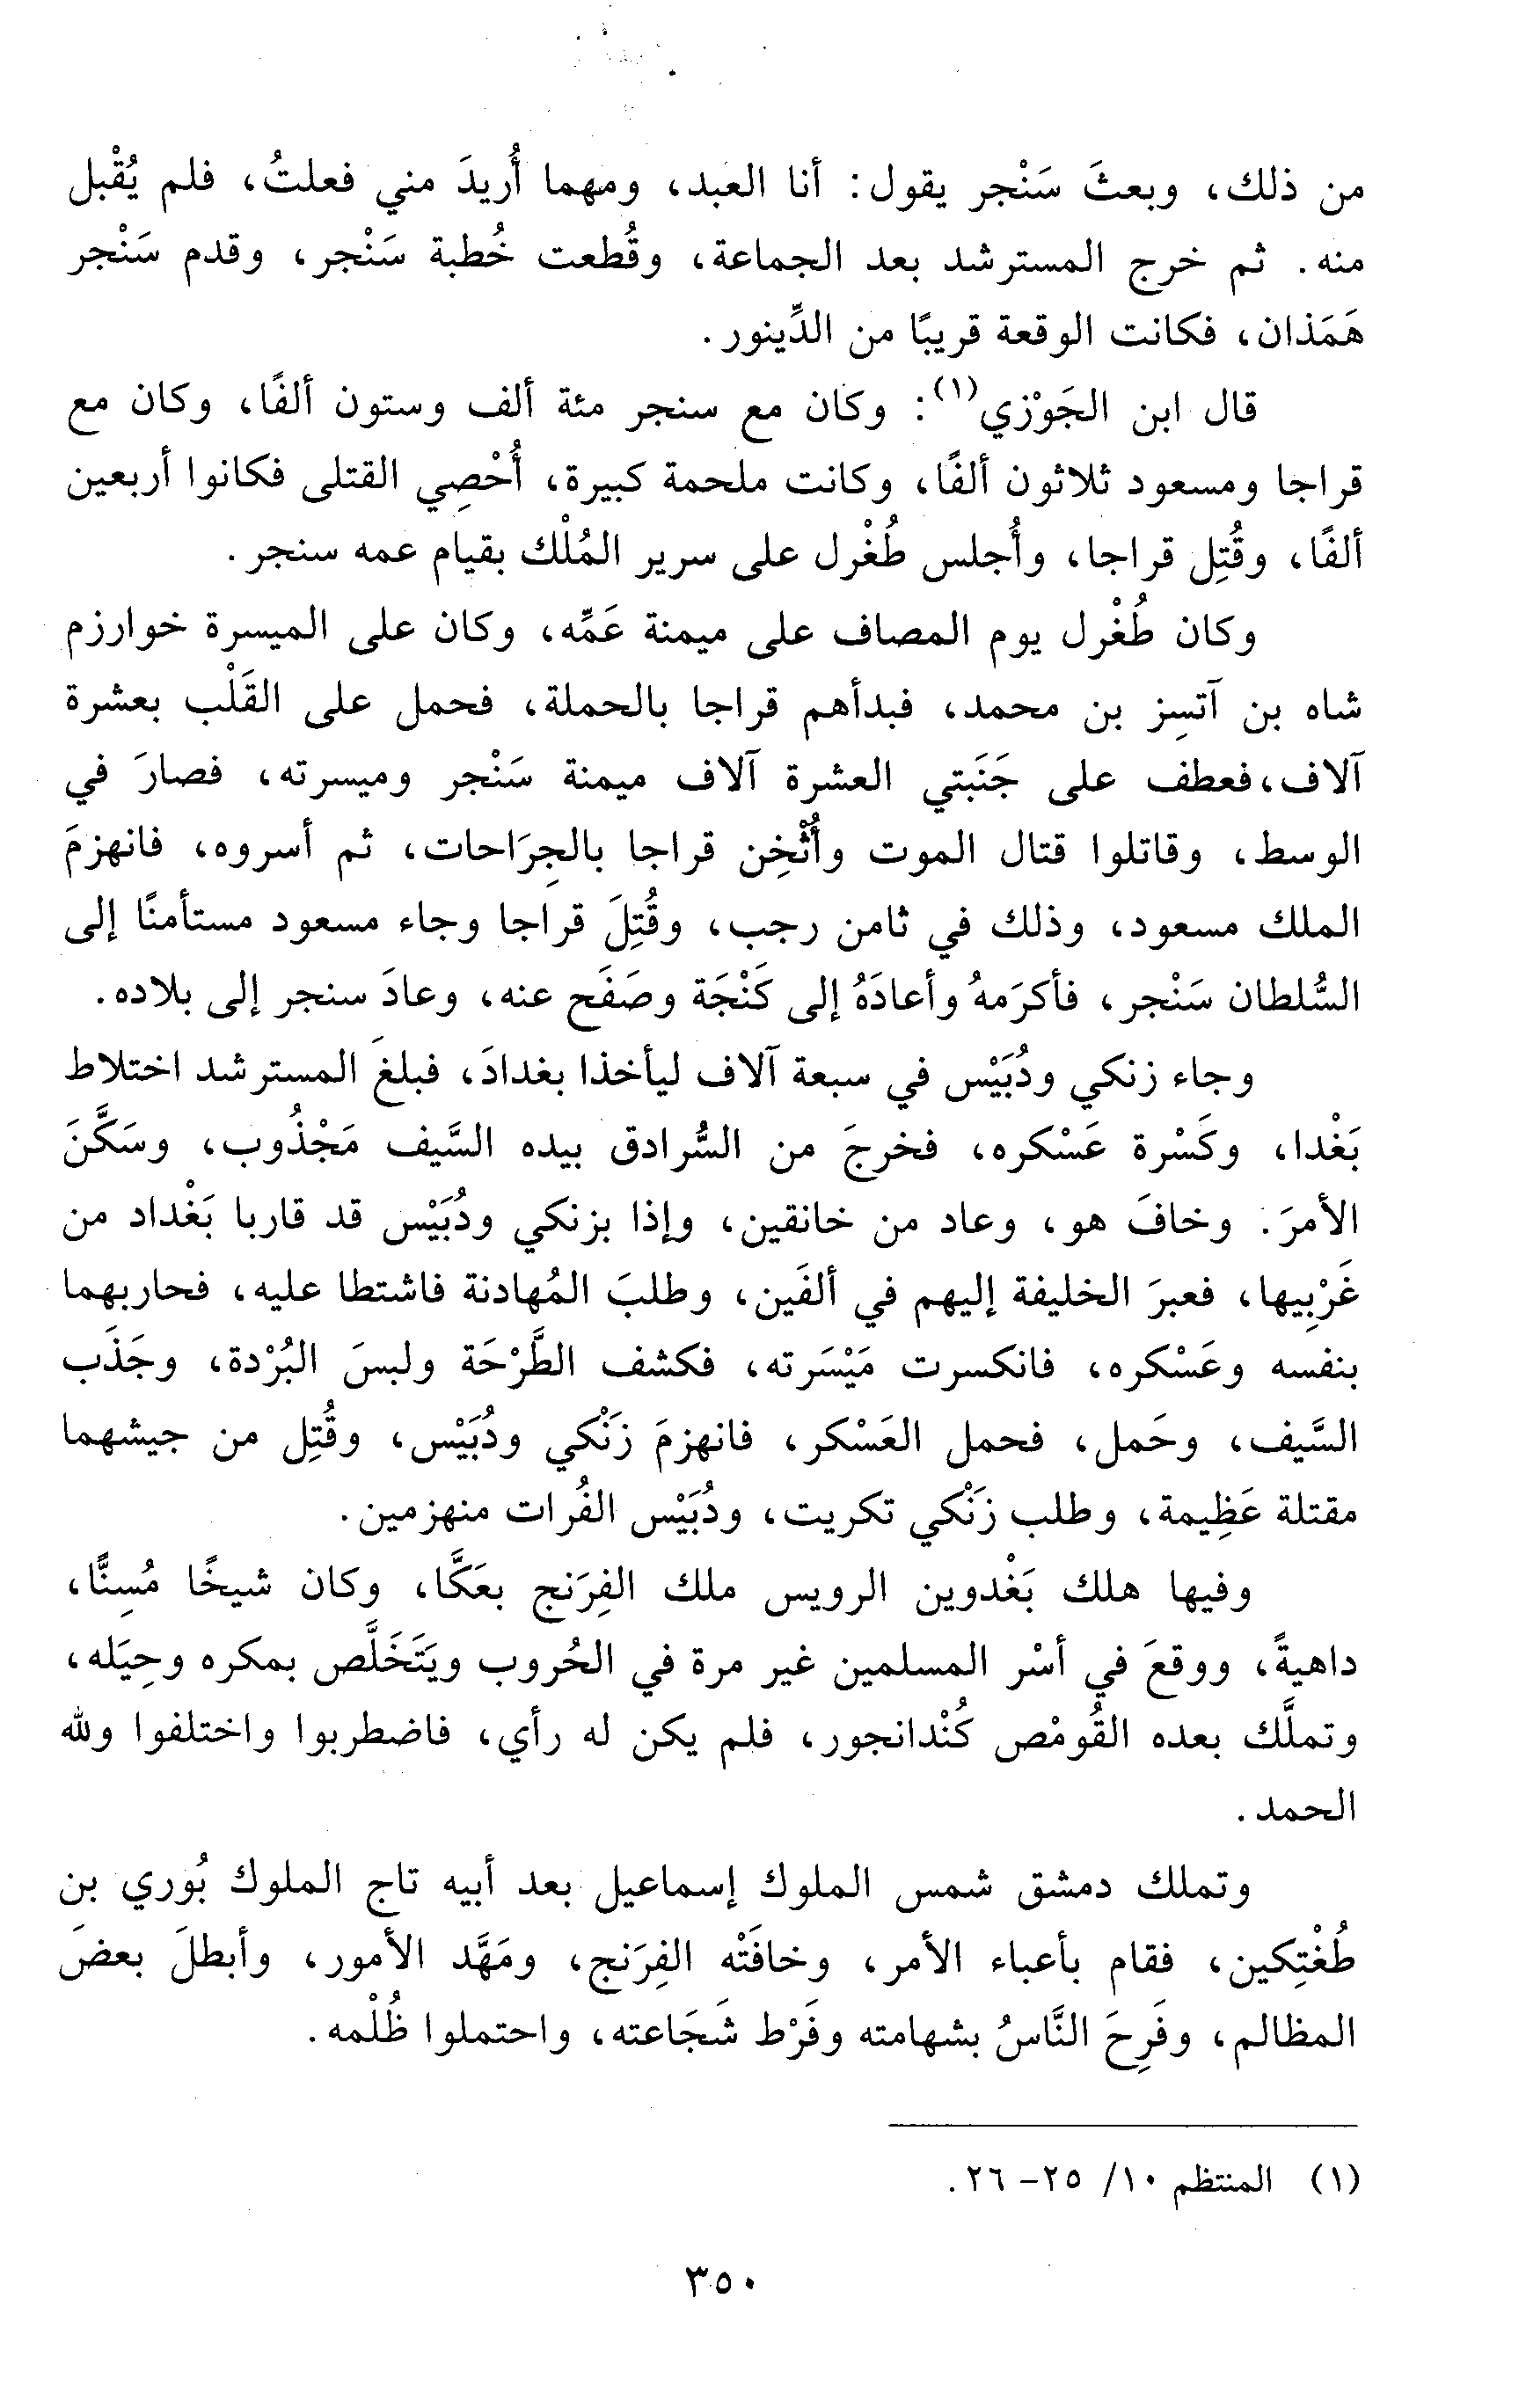 من ذلك، وبعثَ سَنْجر يقول: أنا العبد، ومهما أُريدَ مني فعلتُ، فلم يُقْبل
منه. ثم خرج المسترشد بعد الجماعة، وقُطعت خُطبة سَنْجر، وقدم سَنْجر
هَمَذان، فكانت الوقعة قريبًا من الدِّينور.
قال ابن الجَوْزي(١): وكان مع سنجر مئة ألف وستون ألفًا، وكان مع
قراجا ومسعود ثلاثون ألفًا، وكانت ملحمة كبيرة، أُحْصِي القتلى فكانوا أربعين
ألفًا، وقُتِل قراجا، وأُجلس طُغْرل على سرير المُلْك بقيام عمه سنجر.
وكان طُغْرل يوم المصاف على ميمنة عَمِّه، وكان على الميسرة خوارزم
شاه بن آتسِز بن محمد، فبدأهم قراجا بالحملة، فحمل على القَلْب بعشرة
آلاف،فعطف على جَنَبتي العشرة آلاف ميمنة سَنْجر وميسرته، فصارَ في
الوسط، وقاتلوا قتال الموت وأُثْخِن قراجا بالجِرَاحات، ثم أسروه، فانهزمَ
الملك مسعود، وذلك في ثامن رجب، وقُتِلَ قراجا وجاء مسعود مستأمنًا إلى
السُّلطان سَنْجر، فأكرَمهُ وأعادَهُ إلى كَنْجَة وصَفَح عنه، وعادَ سنجر إلى بلاده.
وجاء زنكي ودُبَيْس في سبعة آلاف ليأخذا بغدادَ، فبلغَ المسترشد اختلاط
بَغْدا، وكَسْرة عَسْكره، فخرجَ من السُّرادق بيده السَّيف مَجْذُوب، وسَكَّنَ
الأمرَ. وخافَ هو، وعاد من خانقين، وإذا بزنكي ودُبَيْس قد قاربا بَغْداد من
غَرْبِيها، فعبرَ الخليفة إليهم في ألفَين، وطلبَ المُهادنة فاشتطا عليه، فحاربهما
بنفسه وعَسْكره، فانكسرت مَيْسَرته، فكشف الطَّرْحَة ولبسَ البُرْدة، وجَذَب
السَّيف، وحَمل، فحمل العَسْكر، فانهزمَ زَنْكي ودُبَيْس، وقُتِل من جيشهما
مقتلة عَظِيمة، وطلب زَنْكي تكريت، ودُبَيْس الفُرات منهزمين.
وفيها هلك بَغْدوين الرويس ملك الفِرَنج بعَكَّا، وكان شيخًا مُسِنًّا،
داهيةً، ووقعَ في أسْر المسلمين غير مرة في الحُروب ويَتَخَلَّص بمكره وحِيَله،
وتملَّك بعده القُومْص كُنْدانجور، فلم يكن له رأي، فاضطربوا واختلفوا ولله
الحمد.
وتملك دمشق شمس الملوك إسماعيل بعد أبيه تاج الملوك بُوري بن
طُغْتِكين، فقام بأعباء الأمر، وخافَتْه الفِرَنج، ومَهَّد الأمور، وأبطلَ بعضَ
المظالم، وفَرِحَ النَّاسُ بشهامته وفَرْط شَجَاعته، واحتملوا ظُلْمه.
(١) المنتظم ١٠/ ٢٥- ٢٦.
٣٥٠